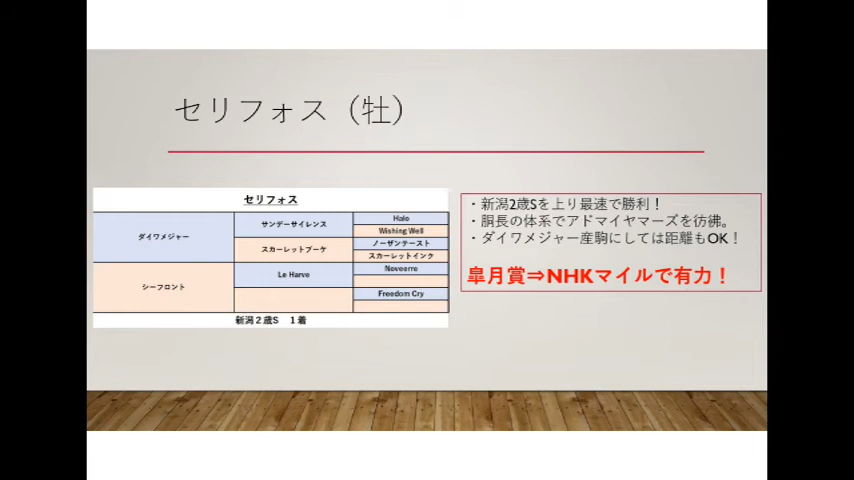 セリフォス（牡）
セリフォス
ダイワメジャー
サンデーサイレンス
Halo
Wishing Well
スカーレットブーケ
ノーザンテースト
スカーレットインク
シーフロント
Le Harve
Noveerre
Freedom Cry
新潟２歳S　１着
・新潟2歳Sを上り最速で勝利！
・胴長の体系でアドマイヤマーズを彷彿。
・ダイワメジャー産駒にしては距離もOK！
皐月賞⇒NHKマイルで有力！